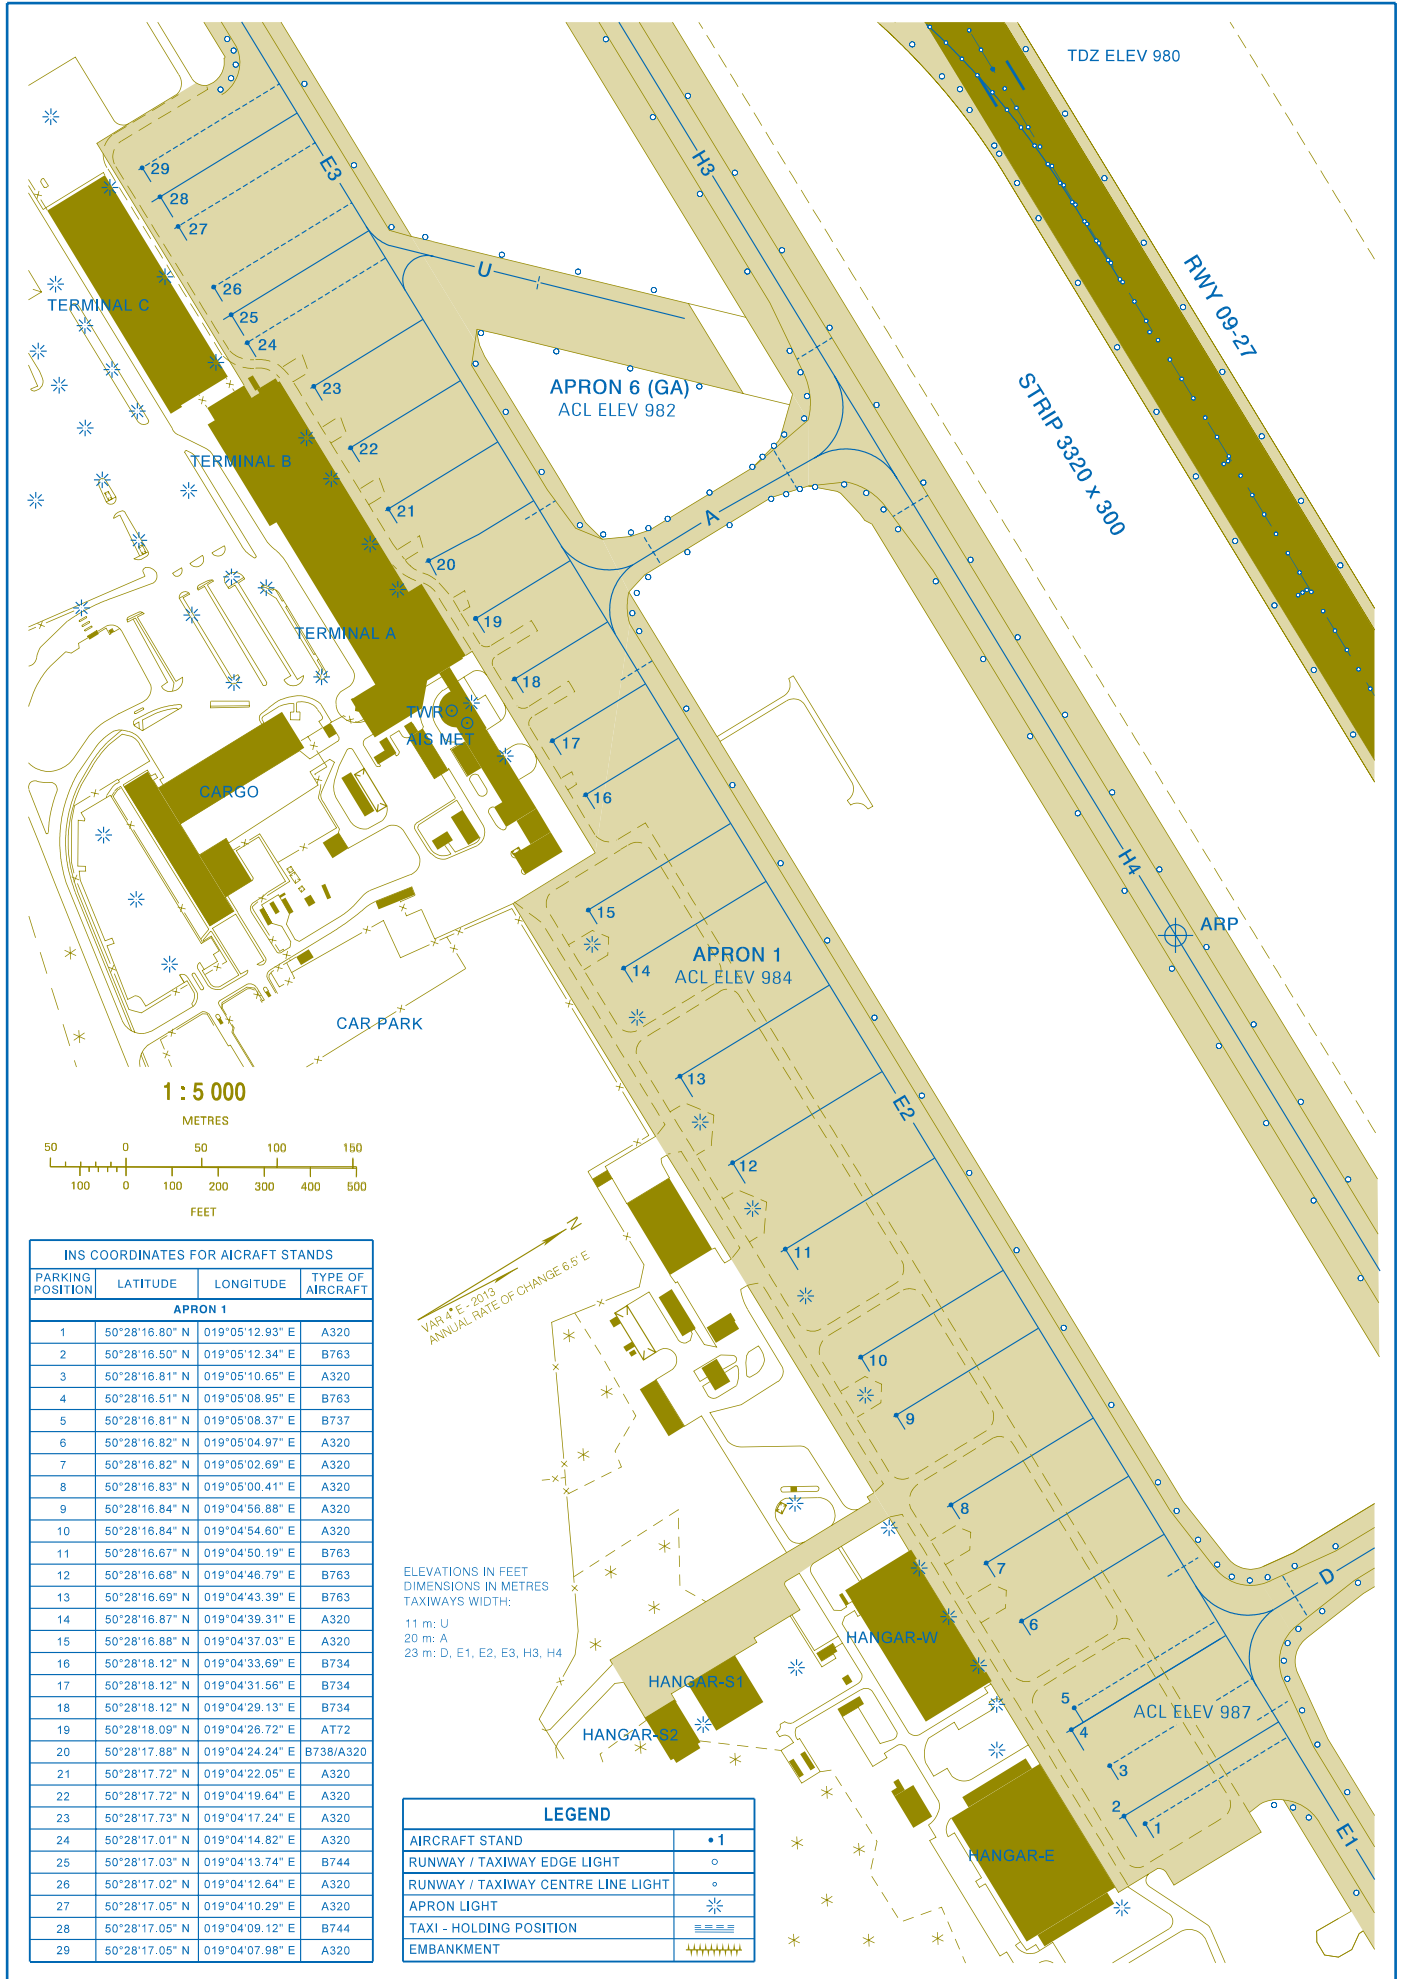 TDZ ELEV 980
29
28
27
E3
H3
U
26
25
24
TERMINAL C
RWY 09-27
23
APRON 6 (GA)
ACL ELEV 982
STRIP 3320 x 300
22
TERMINAL B
21
A
20
19
TERMINAL A
18
TWR
AIS MET
17
16
CARGO
15
H4
ARP
APRON 1
ACL ELEV 984
14
CAR PARK
13
E2
12
11
10
9
8
7
6
5
4
3
2
1
D
E1
ACL ELEV 987
1 : 5 000
METRES
50 0 50 100 150
100 0 100 200 300 400 500
FEET
N
VAR 4° E - 2013
ANNUAL RATE OF CHANGE 6.5' E
INS COORDINATES FOR AICRAFT STANDS
PARKING POSITION LATITUDE LONGITUDE TYPE OF AIRCRAFT
APRON 1
1 50°28'16.80" N 019°05'12.93" E A320
2 50°28'16.50" N 019°05'12.34" E B763
3 50°28'16.81" N 019°05'10.65" E A320
4 50°28'16.51" N 019°05'08.95" E B763
5 50°28'16.81" N 019°05'08.37" E B737
6 50°28'16.82" N 019°05'04.97" E A320
7 50°28'16.82" N 019°05'02.69" E A320
8 50°28'16.83" N 019°05'00.41" E A320
9 50°28'16.84" N 019°04'56.88" E A320
10 50°28'16.84" N 019°04'54.60" E A320
11 50°28'16.67" N 019°04'50.19" E B763
12 50°28'16.68" N 019°04'46.79" E B763
13 50°28'16.69" N 019°04'43.39" E B763
14 50°28'16.87" N 019°04'39.31" E A320
15 50°28'16.88" N 019°04'37.03" E A320
16 50°28'18.12" N 019°04'33.69" E B734
17 50°28'18.12" N 019°04'31.56" E B734
18 50°28'18.12" N 019°04'29.13" E B734
19 50°28'18.09" N 019°04'26.72" E AT72
20 50°28'17.88" N 019°04'24.24" E B738/A320
21 50°28'17.72" N 019°04'22.05" E A320
22 50°28'17.72" N 019°04'19.64" E A320
23 50°28'17.73" N 019°04'17.24" E A320
24 50°28'17.01" N 019°04'14.82" E A320
25 50°28'17.03" N 019°04'13.74" E B744
26 50°28'17.02" N 019°04'12.64" E A320
27 50°28'17.05" N 019°04'10.29" E A320
28 50°28'17.05" N 019°04'09.12" E B744
29 50°28'17.05" N 019°04'07.98" E A320
ELEVATIONS IN FEET
DIMENSIONS IN METRES
TAXIWAYS WIDTH:
11 m: U
20 m: A
23 m: D, E1, E2, E3, H3, H4
HANGAR-W
HANGAR-S1
HANGAR-S2
HANGAR-E
LEGEND
AIRCRAFT STAND 1
RUNWAY / TAXIWAY EDGE LIGHT
RUNWAY / TAXIWAY CENTRE LINE LIGHT
APRON LIGHT
TAXI - HOLDING POSITION
EMBANKMENT